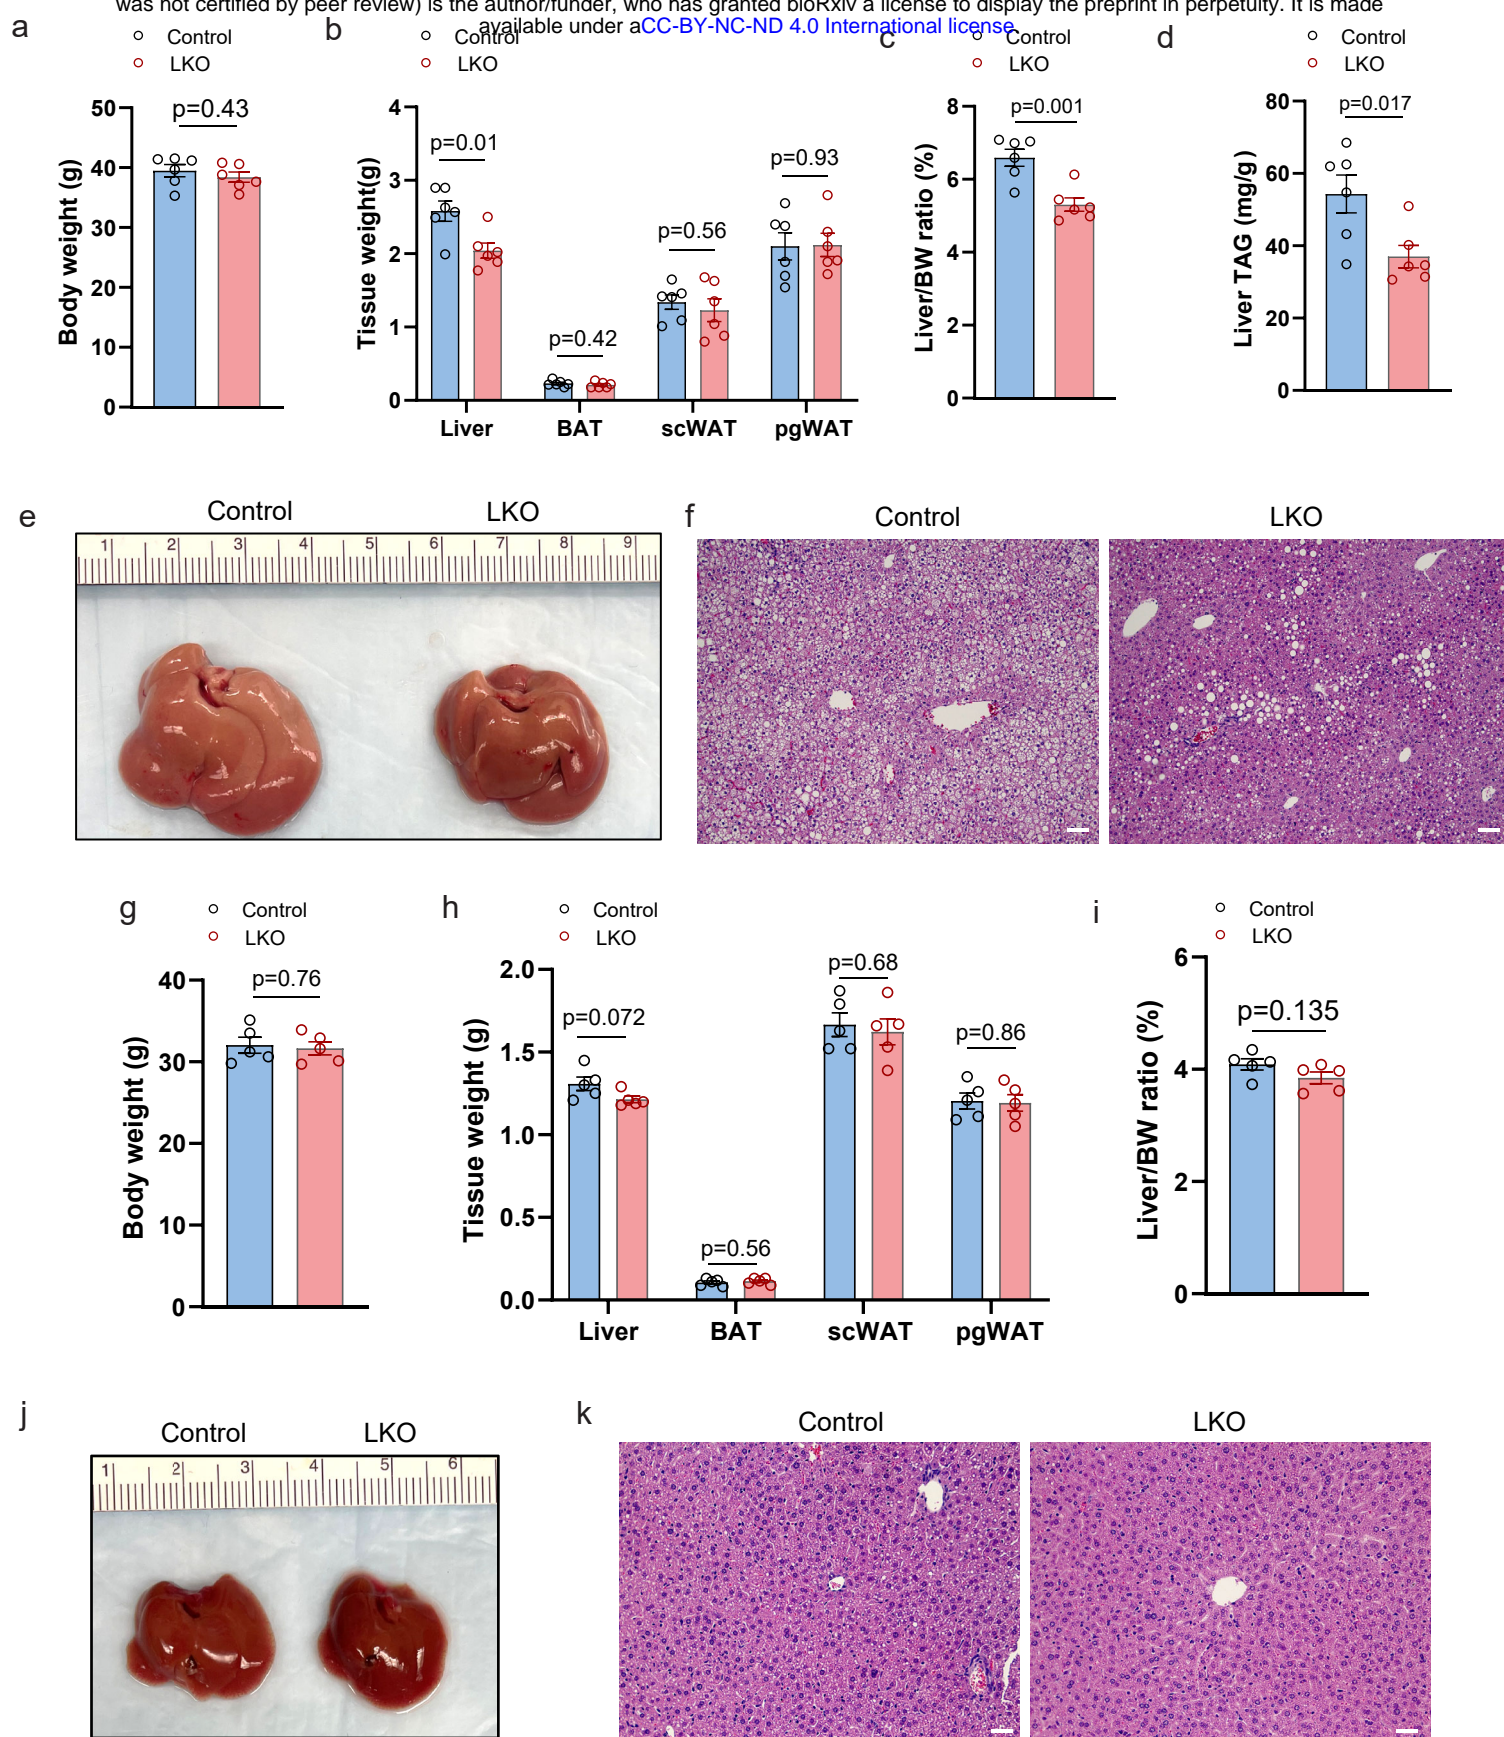 was not certified by peer review) is the author/funder, who has granted bioRxiv a license to display the preprint in perpetuity. It is made
available under aCC-BY-NC-ND 4.0 International license.
a
Control
LKO
p=0.43
Body weight (g)
50
40
30
20
10
0
b
Control
LKO
p=0.01
p=0.42
p=0.56
p=0.93
Tissue weight(g)
4
3
2
1
0
Liver
BAT
scWAT
pgWAT
c
Control
LKO
p=0.001
Liver/BW ratio (%)
8
6
4
2
0
d
Control
LKO
p=0.017
Liver TAG (mg/g )
80
60
40
20
0
e
Control
LKO
1 2 3 4 5 6 7 8 9
f
Control
LKO
g
Control
LKO
p=0.76
Body weight (g)
40
30
20
10
0
h
Control
LKO
p=0.072
p=0.56
p=0.68
p=0.86
Tissue weight (g)
2.0
1.5
1.0
0.5
0.0
Liver
BAT
scWAT
pgWAT
i
Control
LKO
p=0.135
Liver/BW ratio (%)
6
4
2
0
j
Control
LKO
1 2 3 4 5 6
k
Control
LKO